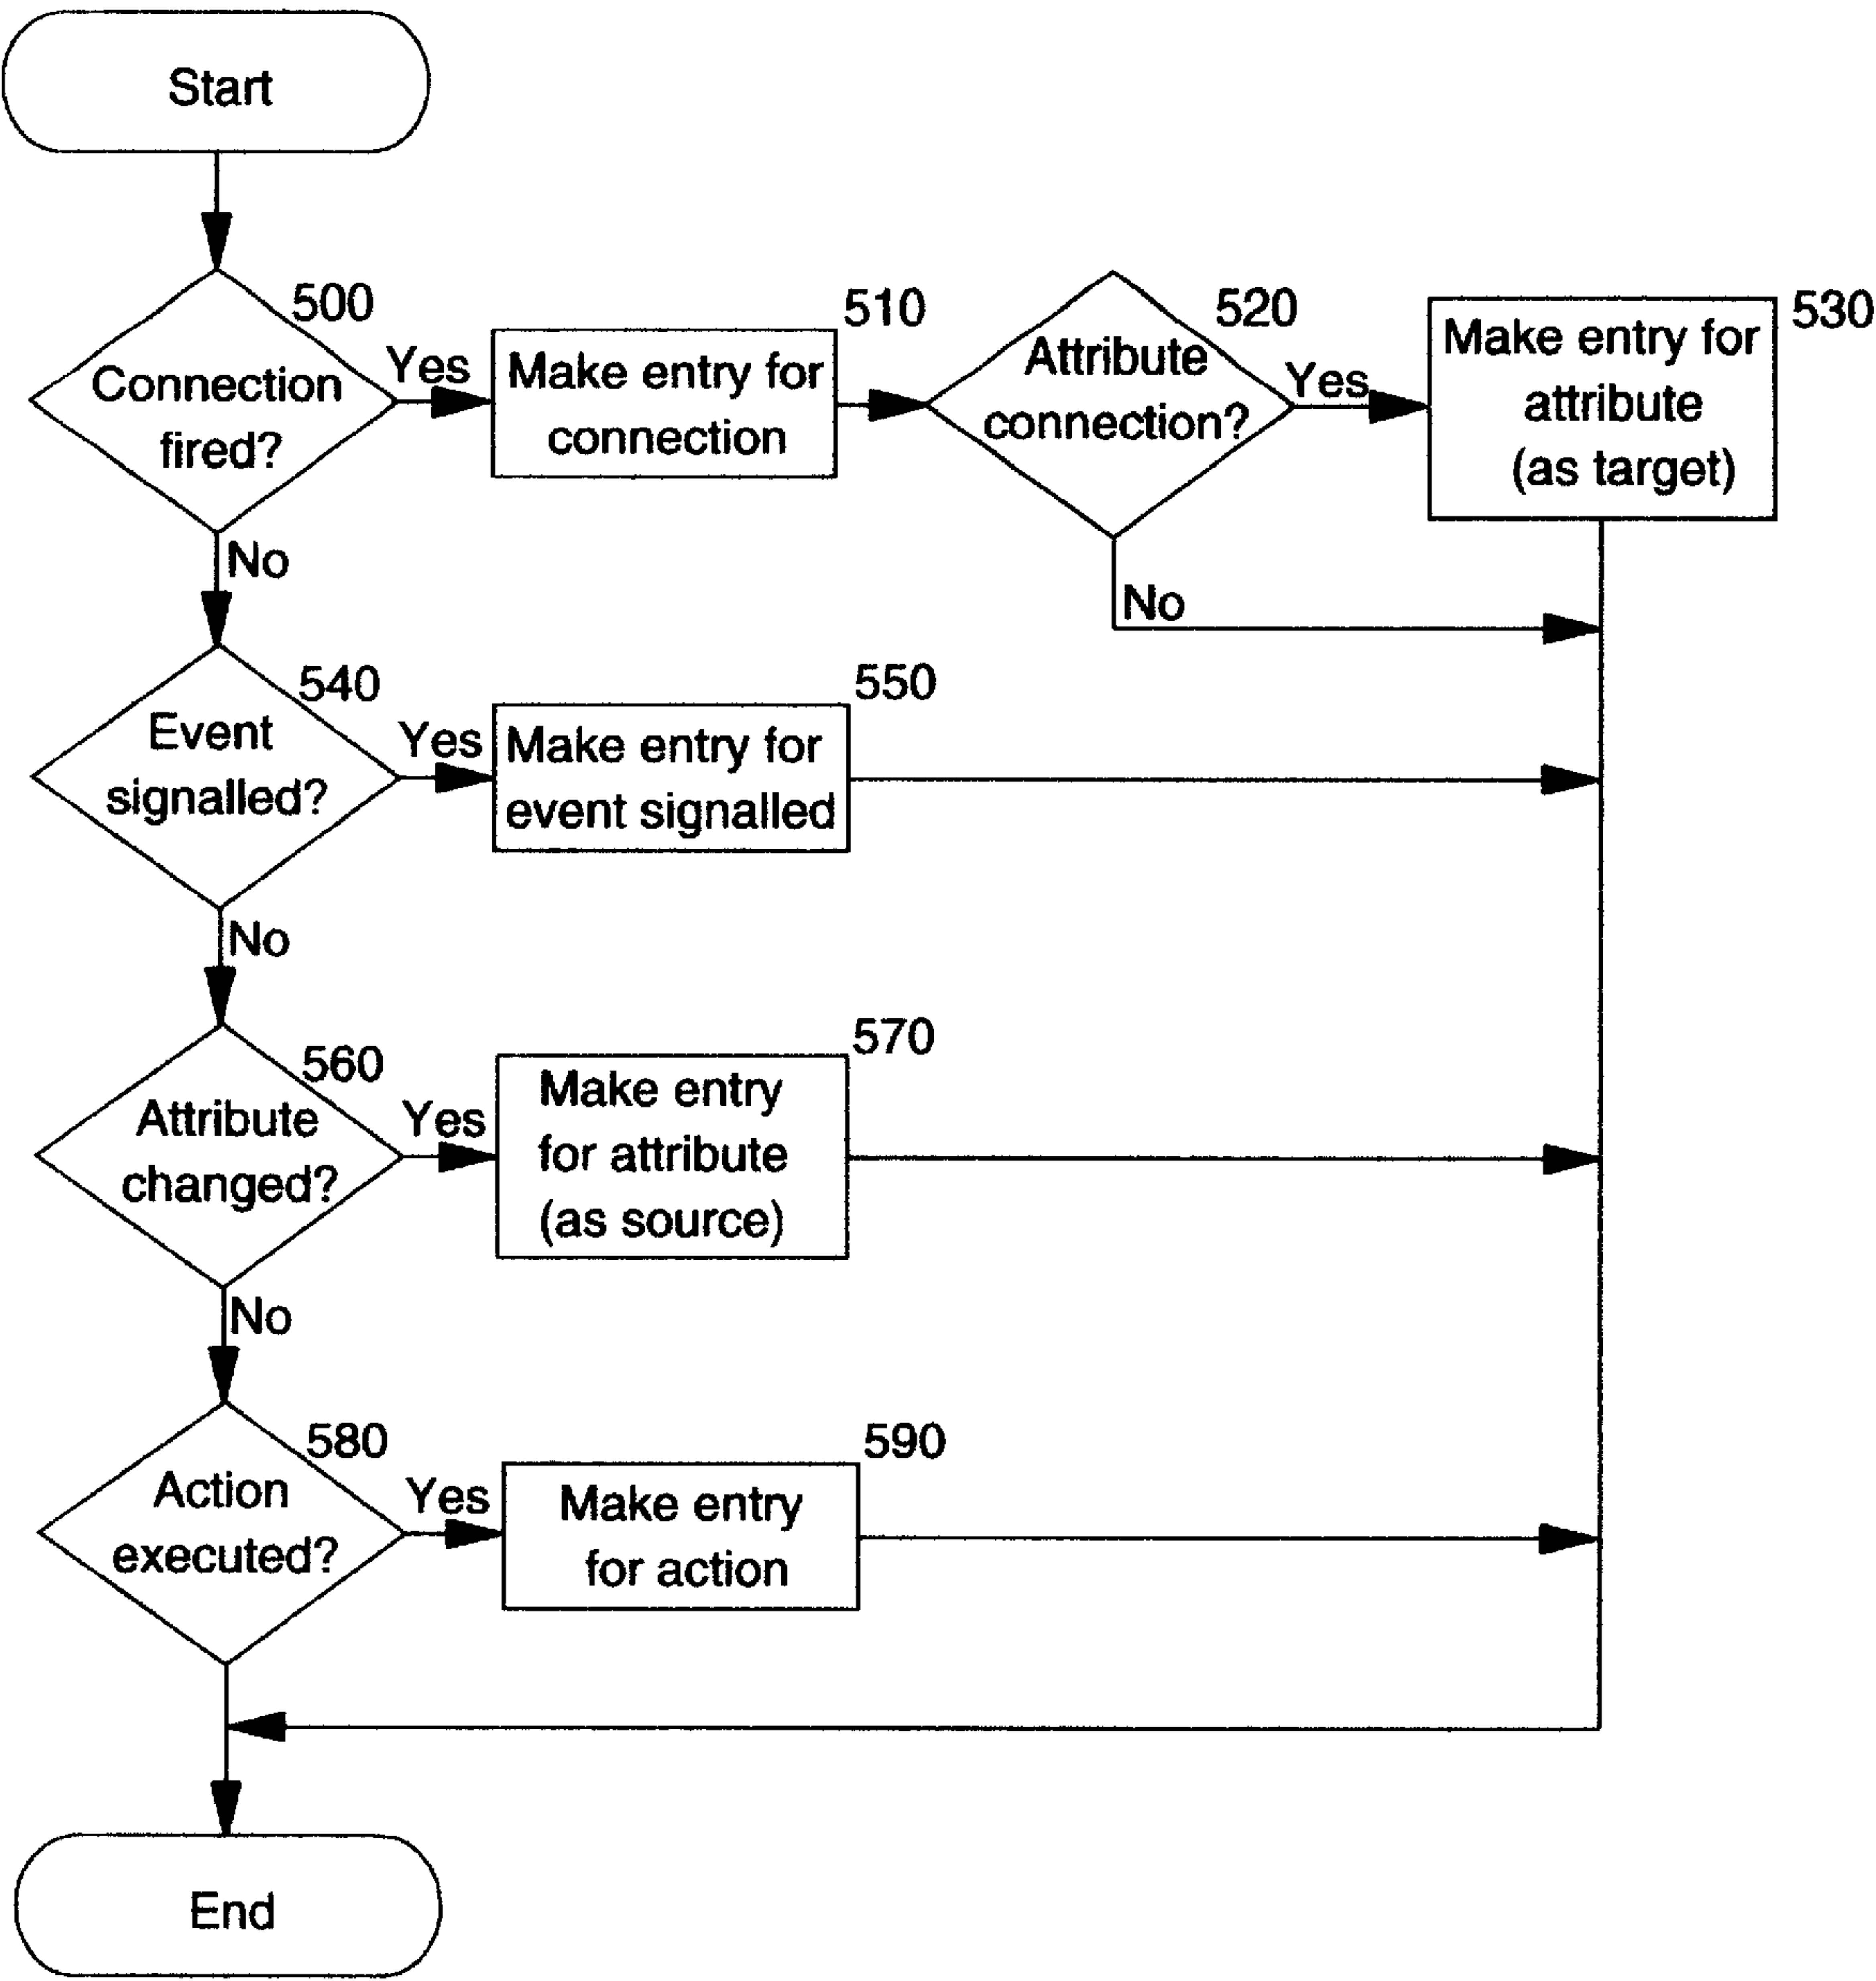 Start
500
Connection
fired?
Yes
510
Make entry for
connection
520
Attribute
connection?
Yes
530
Make entry for
attribute
(as target)
No
No
540
Event
signalled?
Yes
550
Make entry for
event signalled
No
560
Attribute
changed?
Yes
570
Make entry
for attribute
(as source)
No
580
Action
executed?
Yes
590
Make entry
for action
End